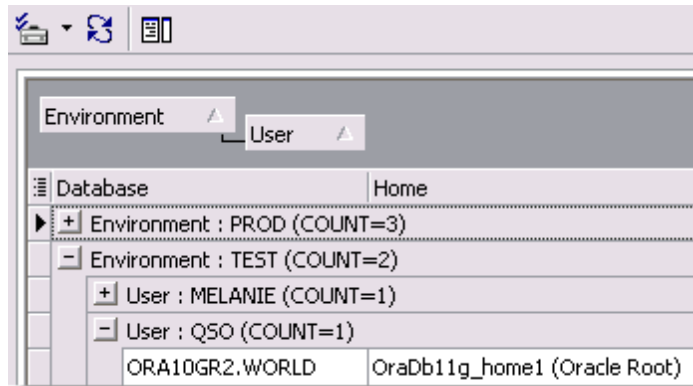 Environment
User
Database Home
Environment : PROD (COUNT=3)
Environment : TEST (COUNT=2)
User : MELANIE (COUNT=1)
User : QSO (COUNT=1)
ORA10GR2.WORLD OraDb11g_home1 (Oracle Root)